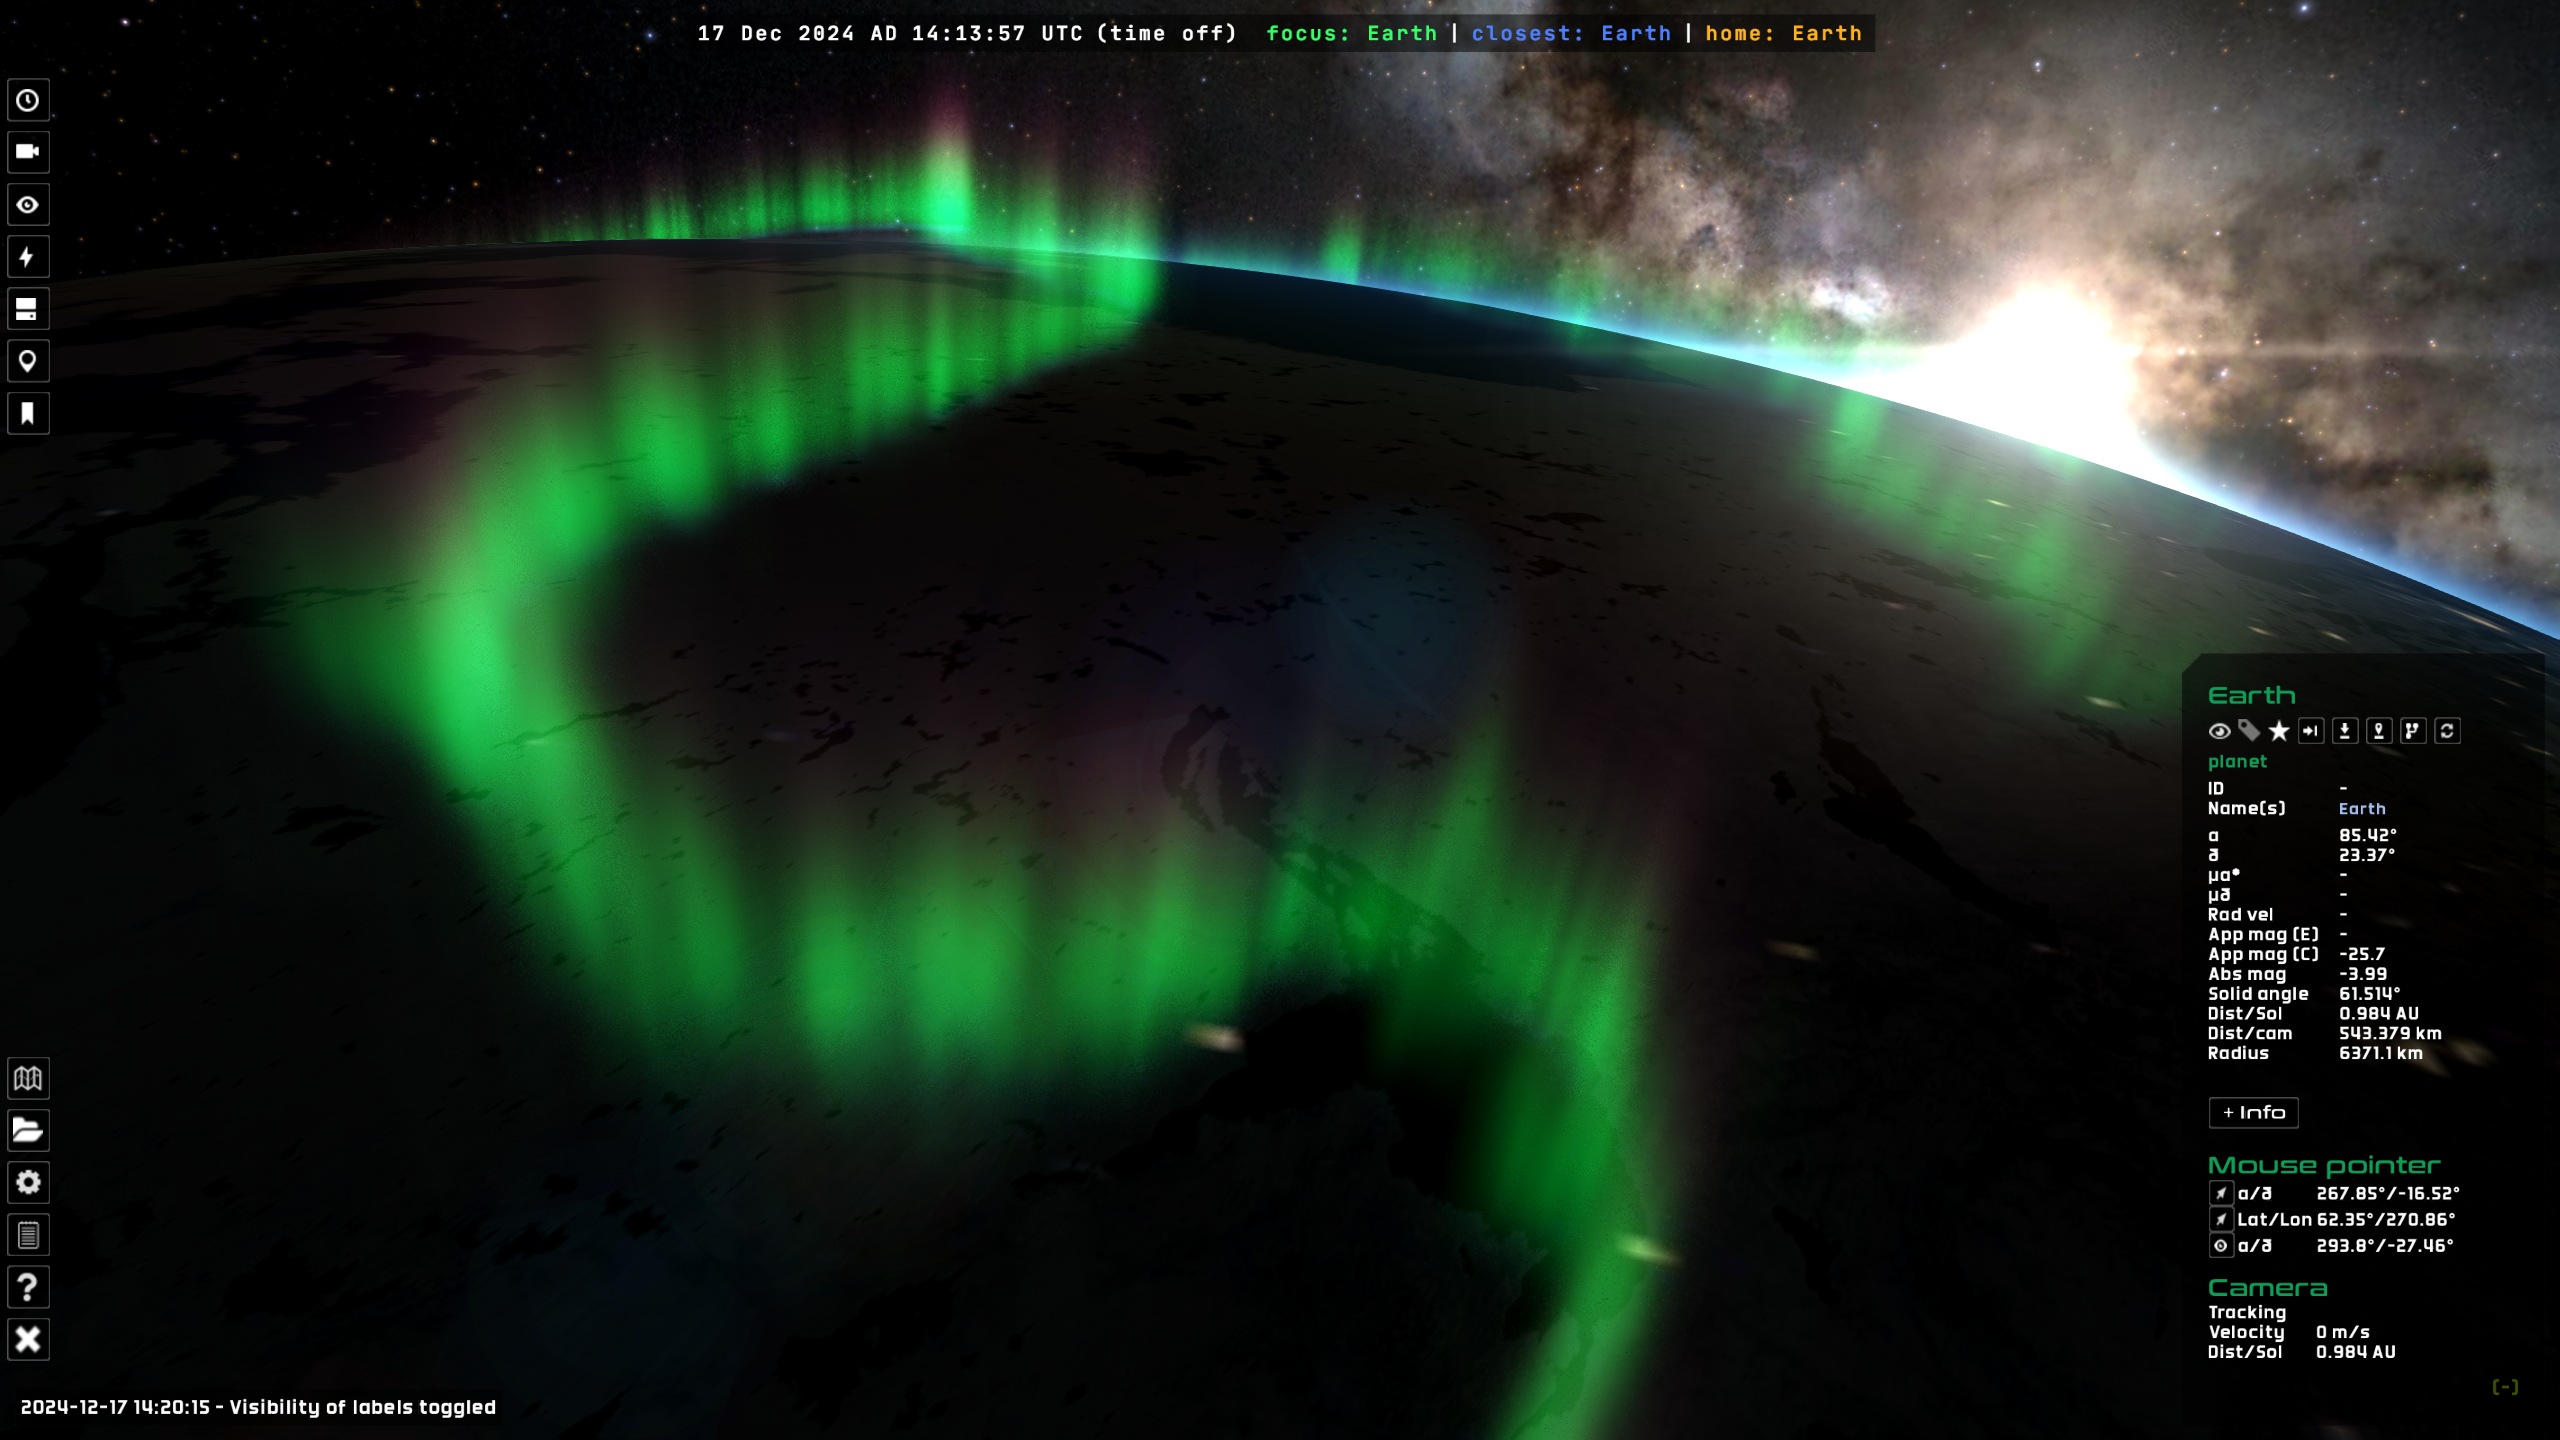 17 Dec 2024 AD 14:13:57 UTC (time off) focus: Earth | closest: Earth | home: Earth
Earth
planet
ID -
Name(s) Earth
α 85.42°
δ 23.37°
μα* -
μδ -
Rad vel -
App mag (E) -
App mag (C) -25.7
Abs mag -3.99
Solid angle 61.514°
Dist/Sol 0.984 AU
Dist/cam 543.379 km
Radius 6371.1 km
+ Info
Mouse pointer
α/δ 267.85°/-16.52°
Lat/Lon 62.35°/270.86°
α/δ 293.8°/-27.46°
Camera
Tracking
Velocity 0 m/s
Dist/Sol 0.984 AU
(-)
2024-12-17 14:20:15 - Visibility of labels toggled